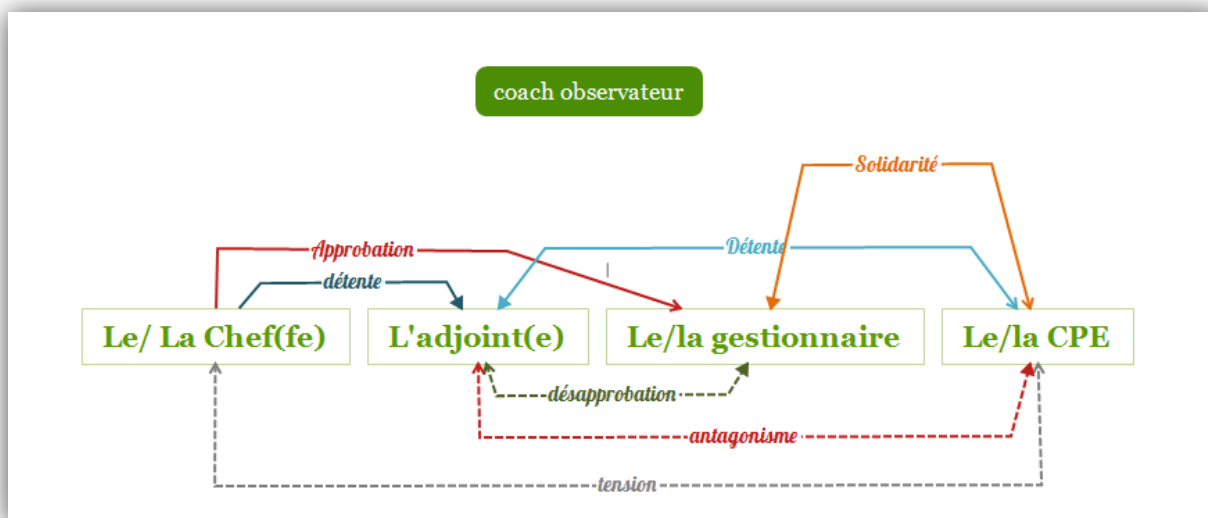 coach observateur
Solidarité
Approbation
Détente
détente
Le/ La Chef(fe)
L'adjoint(e)
Le/la gestionnaire
Le/la CPE
désapprobation
antagonisme
tension